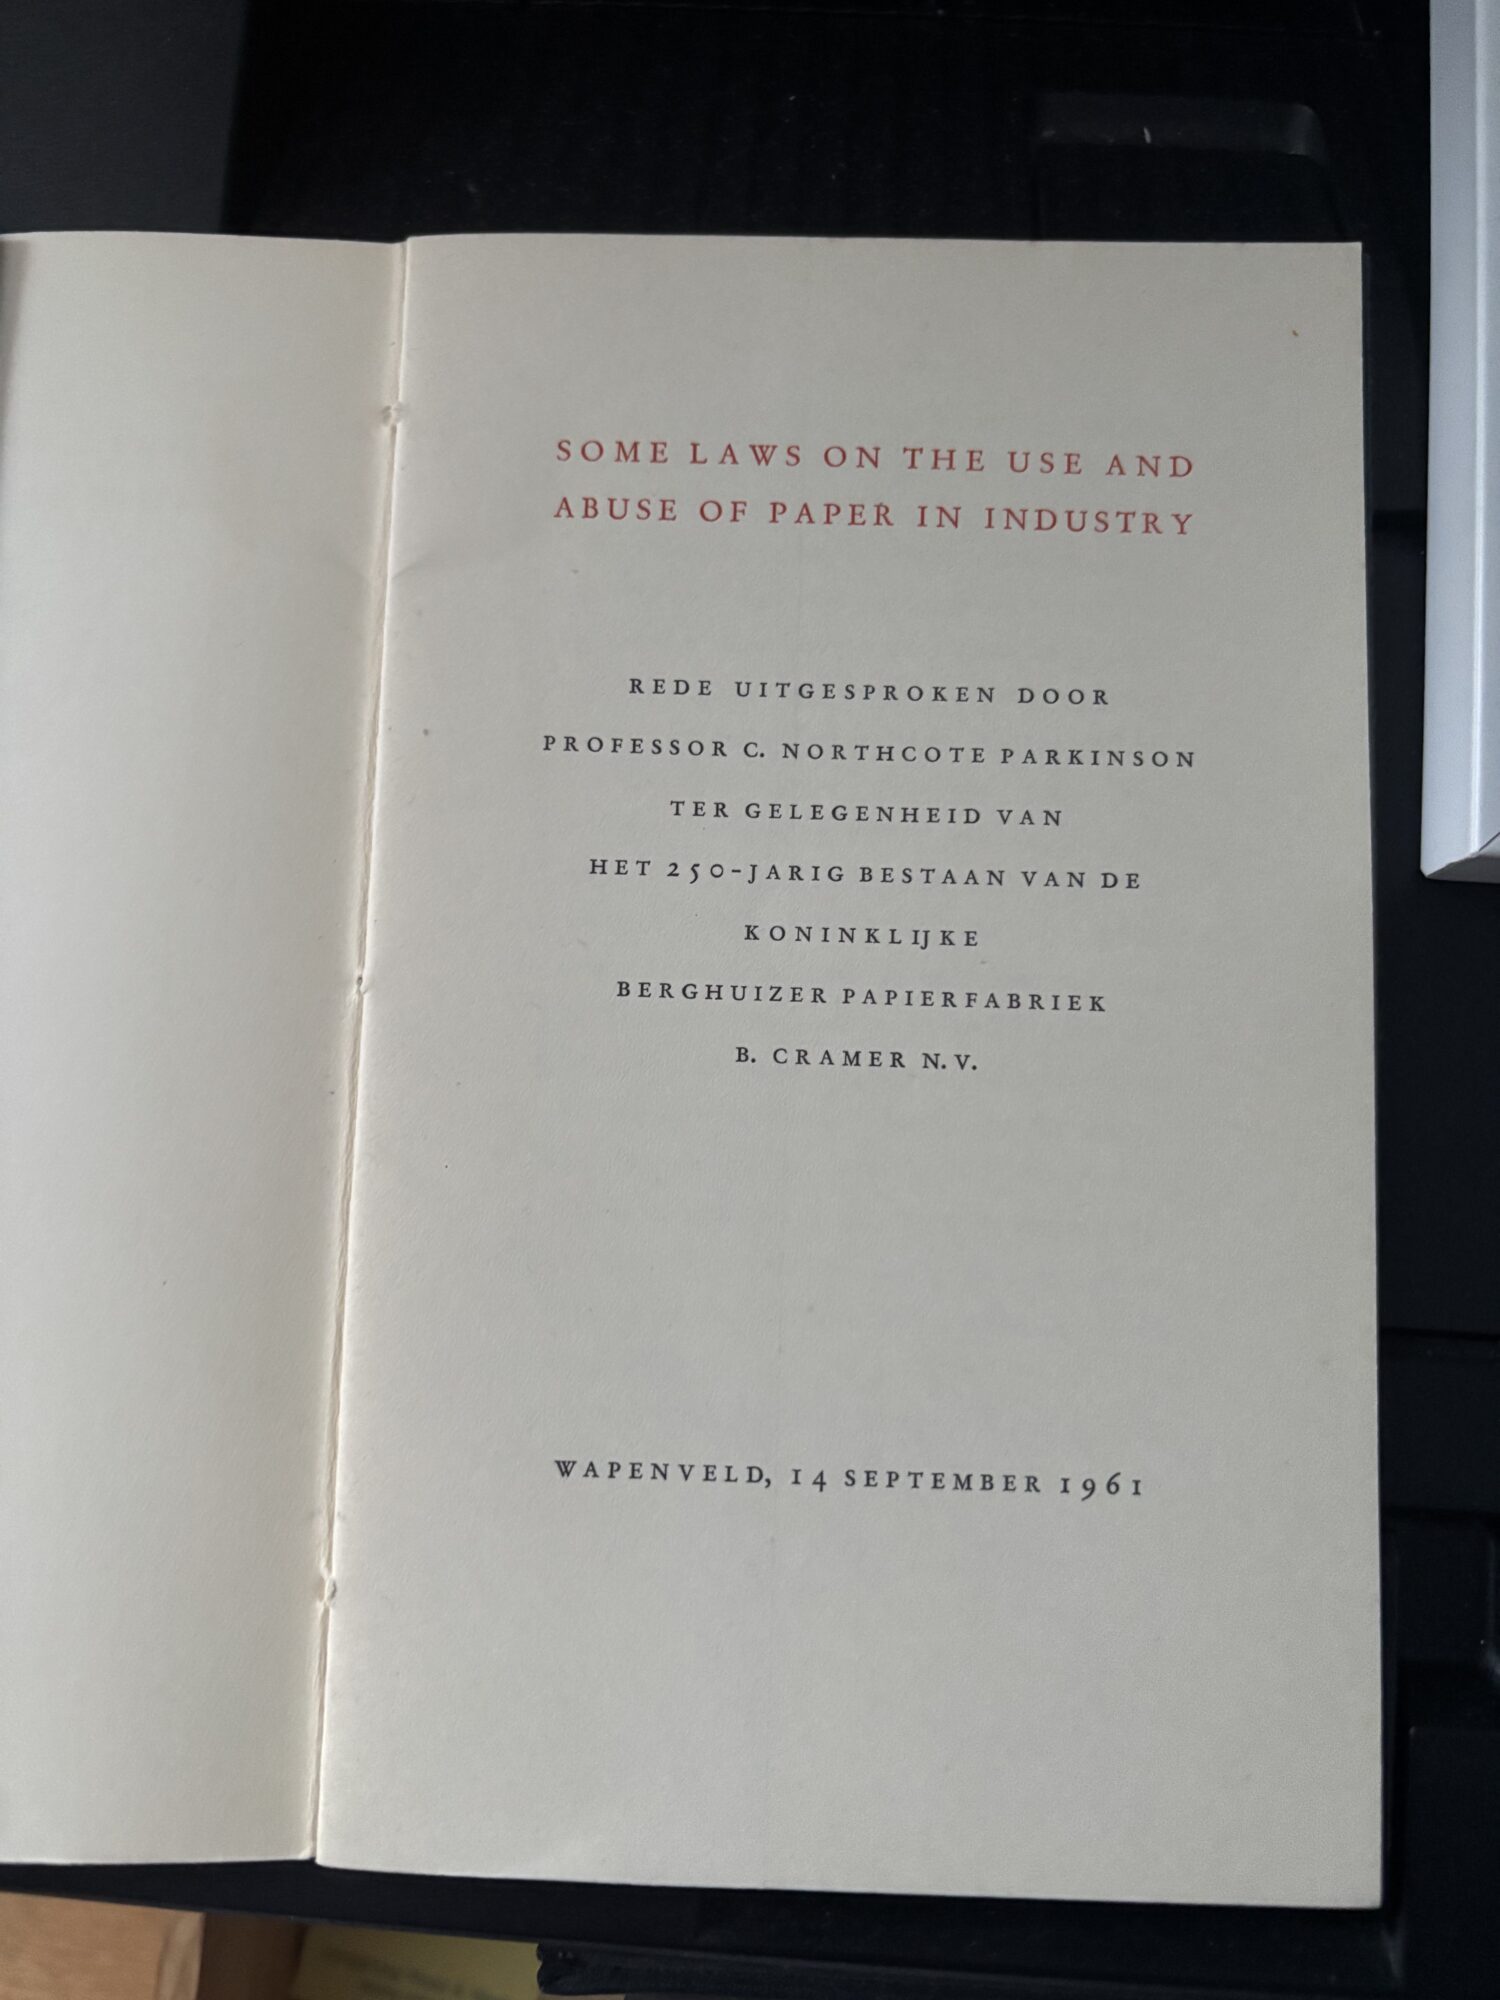 SOME LAWS ON THE USE AND
ABUSE OF PAPER IN INDUSTRY
REDE UITGESPROKEN DOOR
PROFESSOR C. NORTHCOTE PARKINSON
TER GELEGENHEID VAN
HET 250-JARIG BESTAAN VAN DE
KONINKLIJKE
BERGHUIZER PAPIERFABRIEK
B. CRAMER N.V.
WAPENVELD, 14 SEPTEMBER 1961